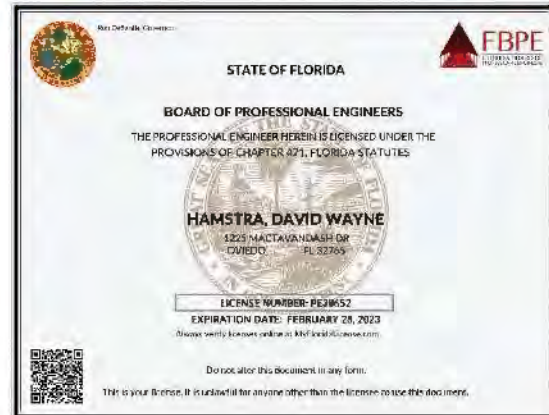 Ron DeSantis, Governor
FBPE
STATE OF FLORIDA
BOARD OF PROFESSIONAL ENGINEERS
THE PROFESSIONAL ENGINEER HEREIN IS LICENSED UNDER THE
PROVISIONS OF CHAPTER 471, FLORIDA STATUTES
HAMSTRA, DAVID WAYNE
1225 MACTAVANDASH DR
OVIEDO FL 32765
LICENSE NUMBER: PE38652
EXPIRATION DATE: FEBRUARY 28, 2023
Always verify licenses online at MyFloridaLicense.com
Do not alter this document in any form.
This is your license. It is unlawful for anyone other than the licensee to use this document.